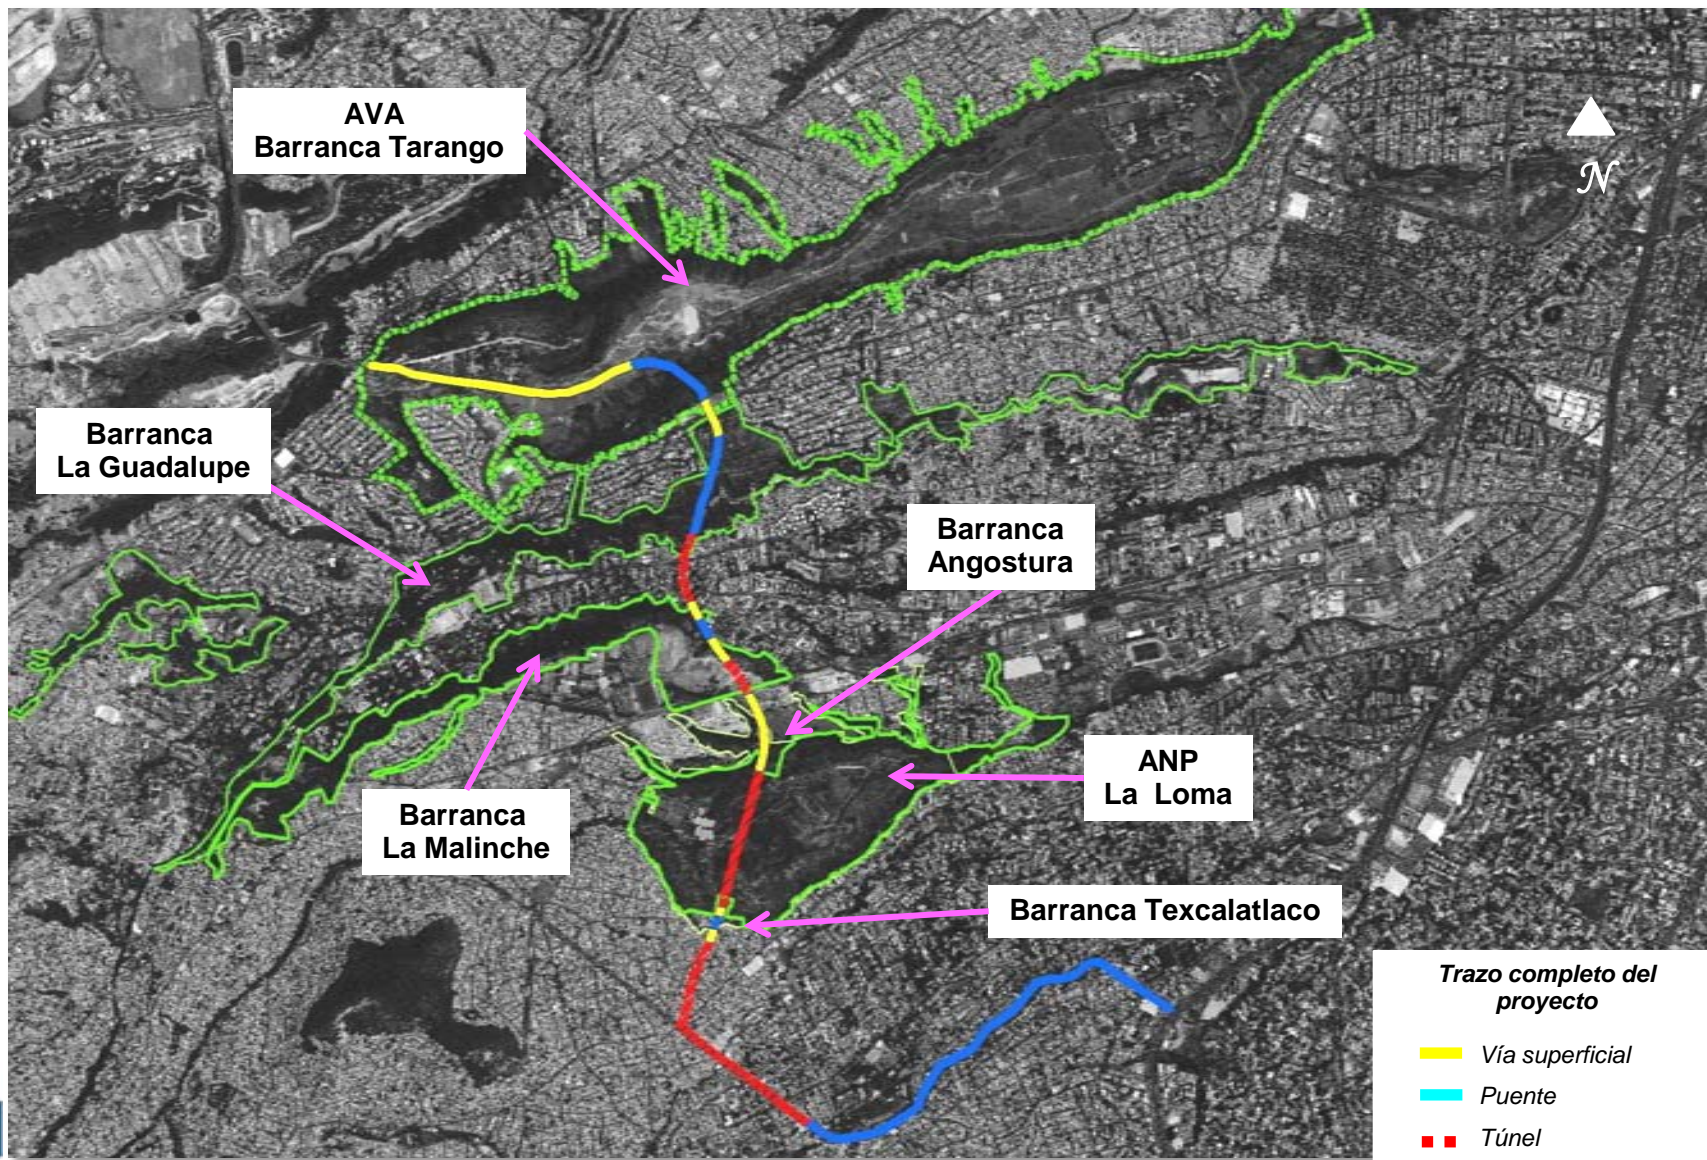 AVA
Barranca Tarango
N
Barranca
La Guadalupe
Barranca
Angostura
ANP
La Loma
Barranca
La Malinche
Barranca Texcalatlaco
Trazo completo del
proyecto
Vía superficial
Puente
Túnel